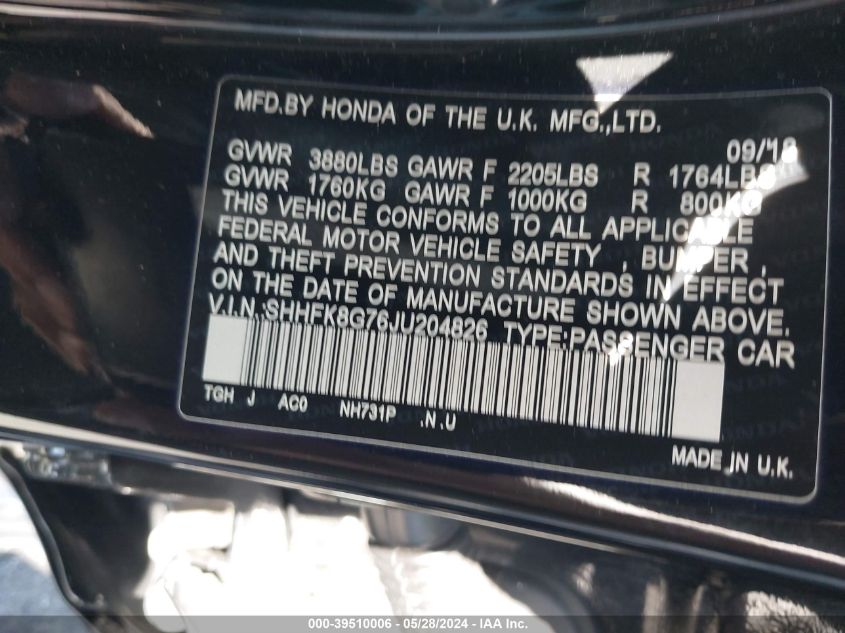 MFD.BY HONDA OF THE U.K. MFG.,LTD.
09/18
GVWR 3880LBS GAWR F 2205LBS R 1764LBS
GVWR 1760KG GAWR F 1000KG R 800KG
THIS VEHICLE CONFORMS TO ALL APPLICABLE
FEDERAL MOTOR VEHICLE SAFETY , BUMPER ,
AND THEFT PREVENTION STANDARDS IN EFFECT
ON THE DATE OF MANUFACTURE SHOWN ABOVE.
V.I.N.:SHHFK8G76JU204826 TYPE:PASSENGER CAR
TGH J AC0 NH731P .N.U
MADE IN U.K.
000-39510006 - 05/28/2024 - IAA Inc.